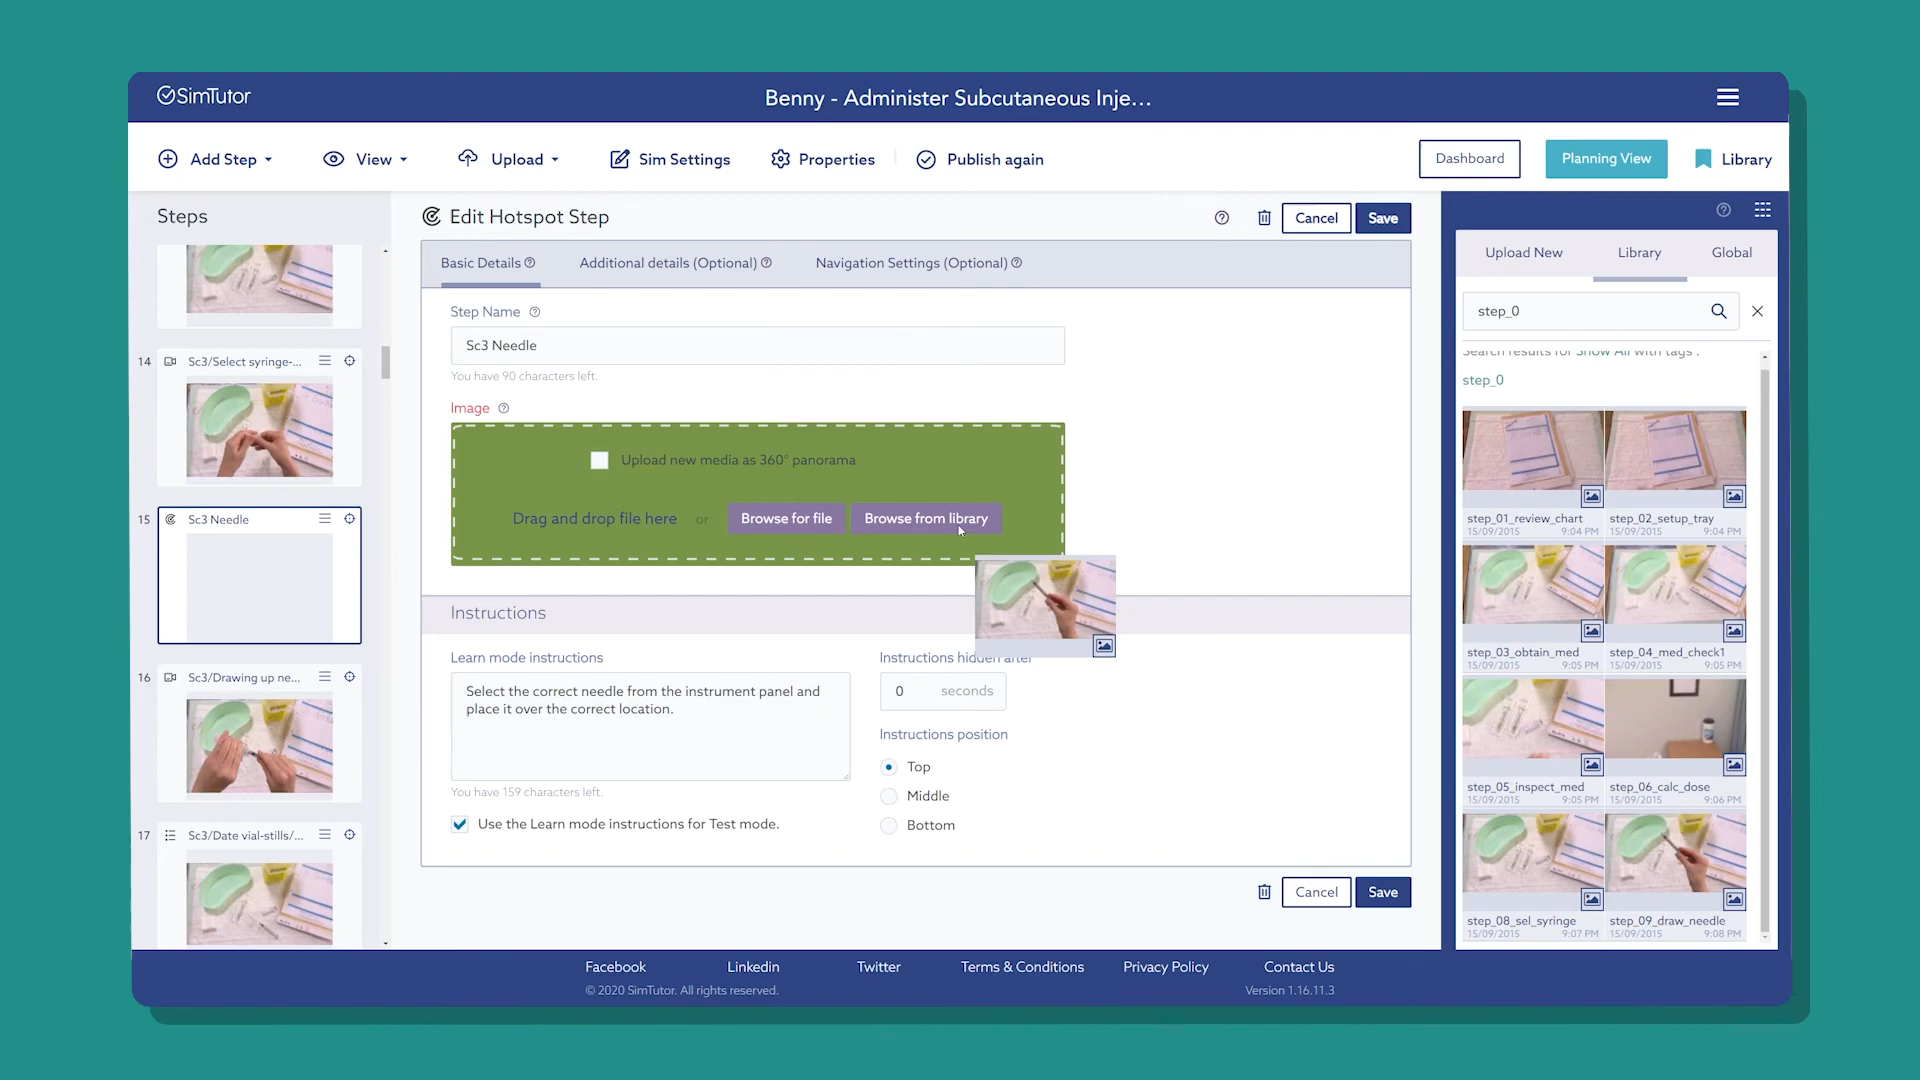 SimTutor
Benny - Administer Subcutaneous Inje...
Add Step
View
Upload
Sim Settings
Properties
Publish again
Dashboard
Planning View
Library
Steps
14 Sc3/Select syringe-...
15 Sc3 Needle
16 Sc3/Drawing up ne...
17 Sc3/Date vial-stills/...
Edit Hotspot Step
Cancel
Save
Basic Details
Additional details (Optional)
Navigation Settings (Optional)
Step Name
Sc3 Needle
You have 90 characters left.
Image
Upload new media as 360° panorama
Drag and drop file here or Browse for file Browse from library
Instructions
Learn mode instructions
Select the correct needle from the instrument panel and
place it over the correct location.
You have 159 characters left.
Use the Learn mode instructions for Test mode.
Instructions hidden after
0 seconds
Instructions position
Top
Middle
Bottom
Cancel
Save
Upload New
Library
Global
step_0
Search results for Show All with tags .
step_0
step_01_review_chart
step_02_setup_tray
15/09/2015 9:04 PM
15/09/2015 9:04 PM
step_03_obtain_med
step_04_med_check1
15/09/2015 9:05 PM
15/09/2015 9:05 PM
step_05_inspect_med
step_06_calc_dose
15/09/2015 9:05 PM
15/09/2015 9:06 PM
step_08_sel_syringe
step_09_draw_needle
15/09/2015 9:07 PM
15/09/2015 9:08 PM
Facebook
Linkedin
Twitter
Terms & Conditions
Privacy Policy
Contact Us
© 2020 SimTutor. All rights reserved.
Version 1.16.11.3